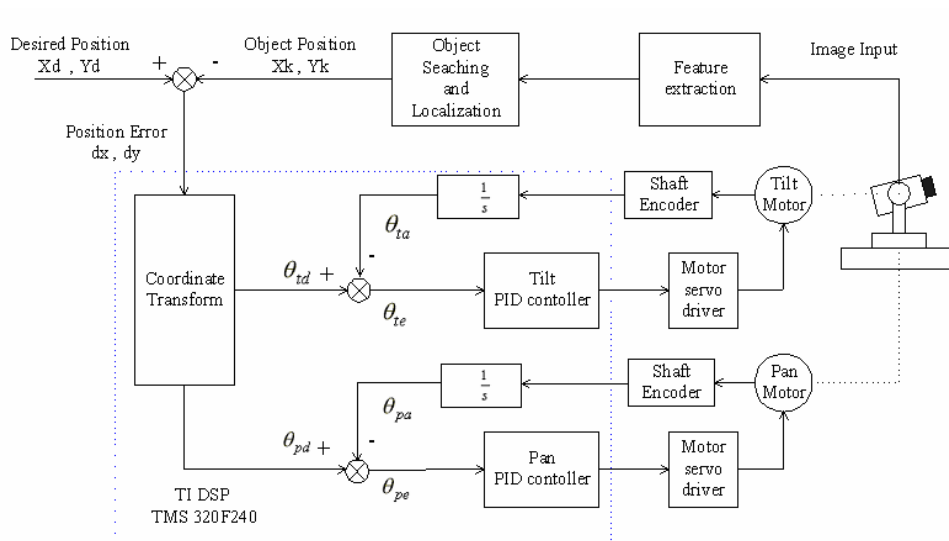 Desired Position
Xd , Yd
+
-
Object Position
Xk , Yk
Object
Seaching
and
Localization
Feature
extraction
Image Input
Position Error
dx , dy
Coordinate
Transform
1
s
Shaft
Encoder
Tilt
Motor
θta
-
θtd +
θte
Tilt
PID contoller
Motor
servo
driver
1
s
Shaft
Encoder
Pan
Motor
θpa
-
θpd +
θpe
Pan
PID contoller
Motor
servo
driver
TI DSP
TMS 320F240